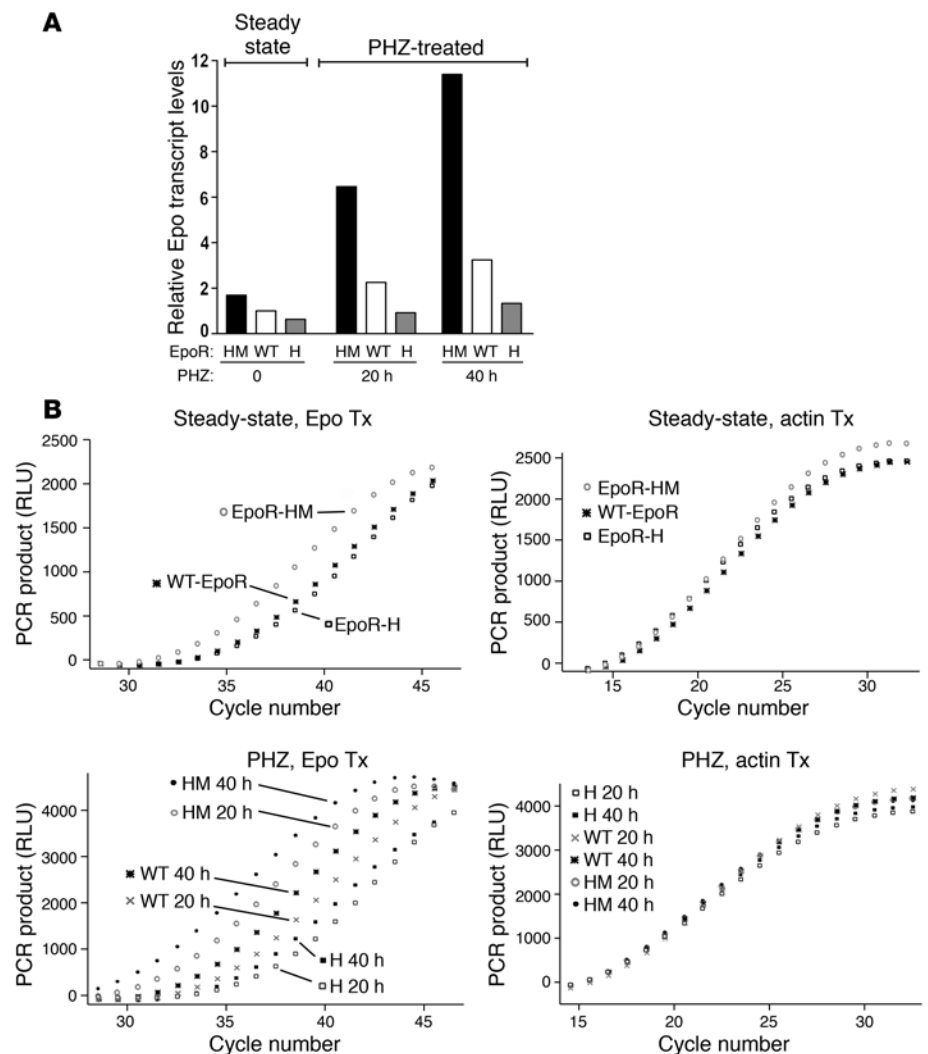 A
Steady state
PHZ-treated
Relative Epo transcript levels
12
10
8
6
4
2
0
EpoR: HM WT H HM WT H HM WT H
PHZ: 0 20 h 40 h
B
Steady-state, Epo Tx
PCR product (RLU)
2500
2000
1500
1000
500
0
EpoR-HM
WT-EpoR
EpoR-H
30 35 40 45
Cycle number
Steady-state, actin Tx
PCR product (RLU)
2500
2000
1500
1000
500
0
EpoR-HM
WT-EpoR
EpoR-H
15 20 25 30
Cycle number
PHZ, Epo Tx
PCR product (RLU)
4000
3000
2000
1000
0
HM 40 h
HM 20 h
WT 40 h
WT 20 h
H 40 h
H 20 h
30 35 40 45
Cycle number
PHZ, actin Tx
PCR product (RLU)
4000
3000
2000
1000
0
H 20 h
H 40 h
WT 20 h
WT 40 h
HM 20 h
HM 40 h
15 20 25 30
Cycle number